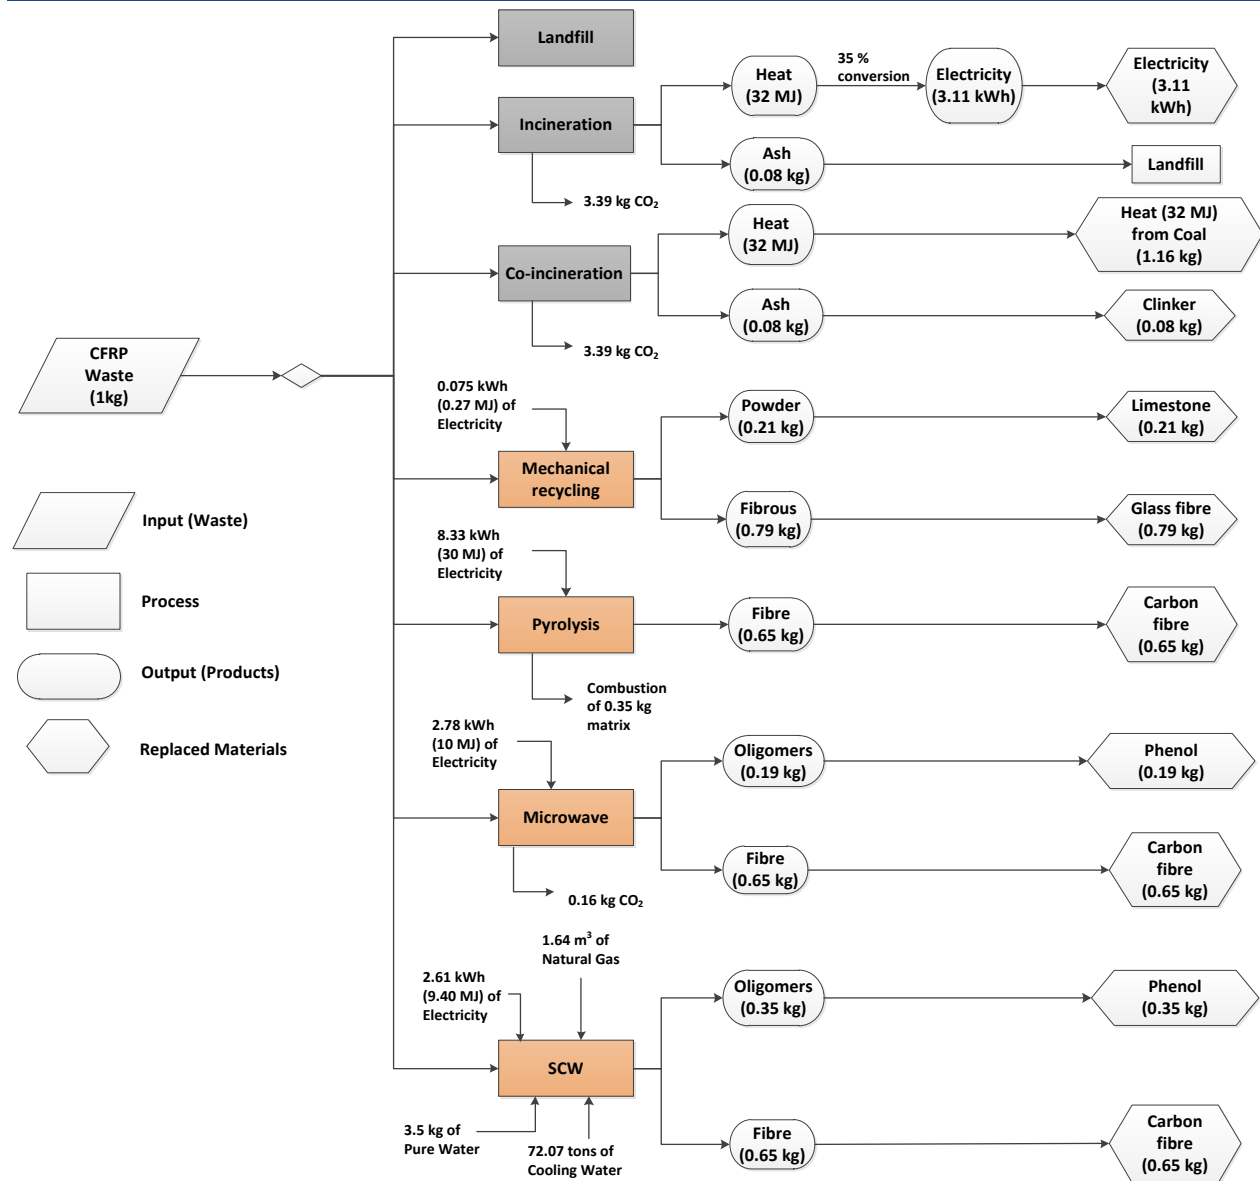 Landfill
Heat
(32 MJ)
35 %
conversion
Electricity
(3.11 kWh)
Electricity
(3.11
kWh)
Incineration
Ash
(0.08 kg)
Landfill
3.39 kg CO₂
Heat
(32 MJ)
Heat (32 MJ)
from Coal
(1.16 kg)
Co-incineration
Ash
(0.08 kg)
Clinker
(0.08 kg)
3.39 kg CO₂
CFRP
Waste
(1kg)
0.075 kWh
(0.27 MJ) of
Electricity
Powder
(0.21 kg)
Limestone
(0.21 kg)
Mechanical
recycling
Fibrous
(0.79 kg)
Glass fibre
(0.79 kg)
Input (Waste)
Process
Output (Products)
Replaced Materials
8.33 kWh
(30 MJ) of
Electricity
Pyrolysis
Fibre
(0.65 kg)
Carbon
fibre
(0.65 kg)
Combustion
of 0.35 kg
matrix
2.78 kWh
(10 MJ) of
Electricity
Oligomers
(0.19 kg)
Phenol
(0.19 kg)
Microwave
Fibre
(0.65 kg)
Carbon
fibre
(0.65 kg)
0.16 kg CO₂
1.64 m³ of
Natural Gas
2.61 kWh
(9.40 MJ) of
Electricity
Oligomers
(0.35 kg)
Phenol
(0.35 kg)
SCW
3.5 kg of
Pure Water
72.07 tons of
Cooling Water
Fibre
(0.65 kg)
Carbon
fibre
(0.65 kg)